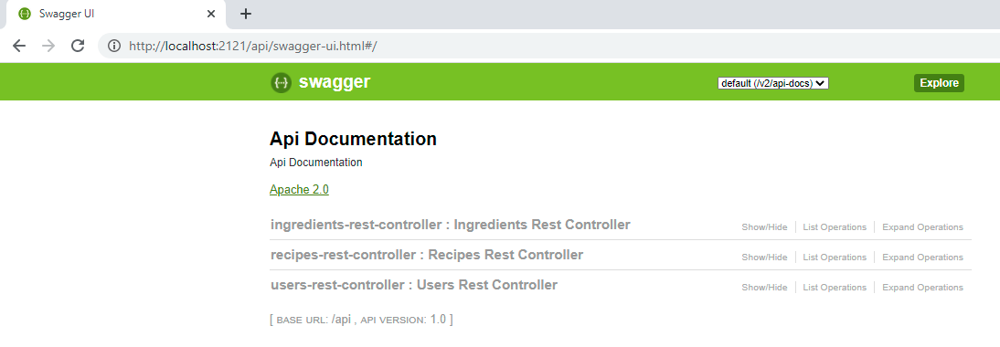 Swagger UI
http://localhost:2121/api/swagger-ui.html#/
swagger default (/v2/api-docs) Explore
Api Documentation
Api Documentation
Apache 2.0
ingredients-rest-controller : Ingredients Rest Controller Show/Hide List Operations Expand Operations
recipes-rest-controller : Recipes Rest Controller Show/Hide List Operations Expand Operations
users-rest-controller : Users Rest Controller Show/Hide List Operations Expand Operations
[ BASE URL: /api , API VERSION: 1.0 ]